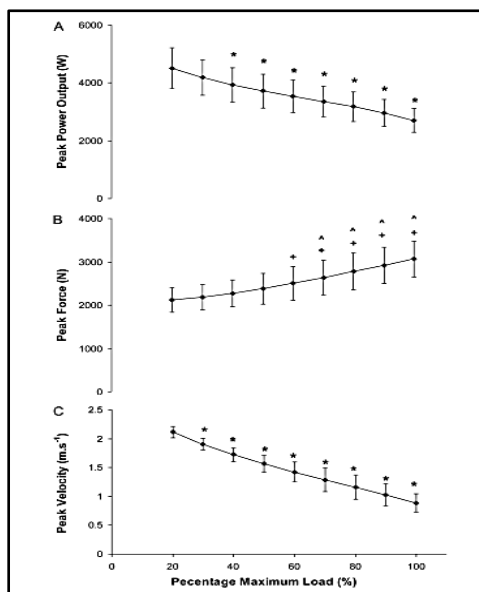 A
6000
4000
2000
0
Peak Power Output (W)
* * * * * * *
B
4000
3000
2000
1000
0
Peak Force (N)
^ ^ ^ ^
+ + + + +
C
2.5
2
1.5
1
0.5
0
Peak Velocity (m.s-1)
* * * * * * * *
0 20 40 60 80 100
Pecentage Maximum Load (%)